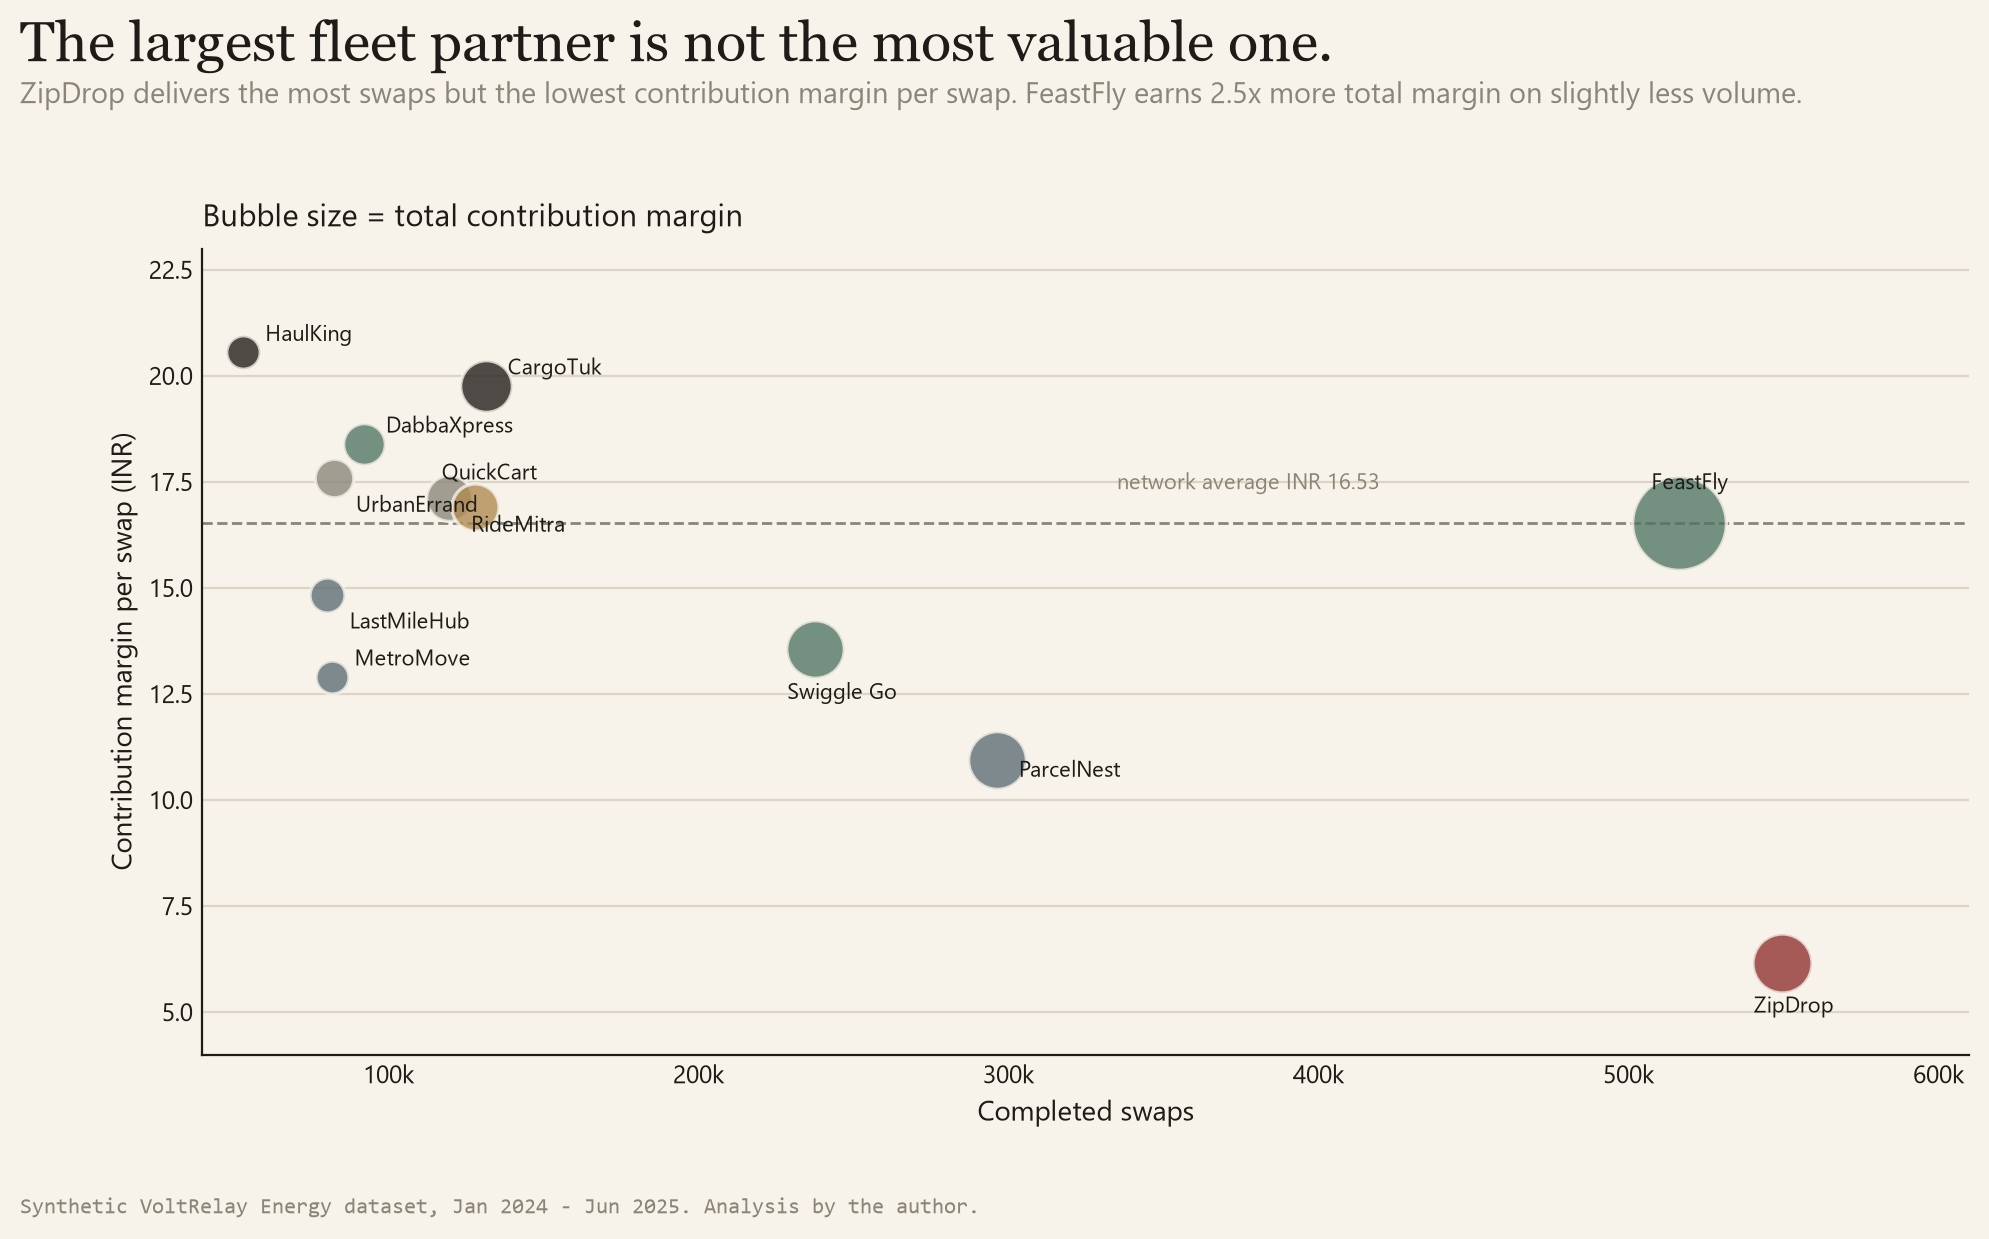 The largest fleet partner is not the most valuable one.
ZipDrop delivers the most swaps but the lowest contribution margin per swap. FeastFly earns 2.5x more total margin on slightly less volume.
Bubble size = total contribution margin
Contribution margin per swap (INR)
22.5
20.0
17.5
15.0
12.5
10.0
7.5
5.0
HaulKing
CargoTuk
DabbaXpress
QuickCart
UrbanErrand
RideMitra
network average INR 16.53
FeastFly
LastMileHub
MetroMove
Swiggle Go
ParcelNest
ZipDrop
100k
200k
300k
400k
500k
600k
Completed swaps
Synthetic VoltRelay Energy dataset, Jan 2024 - Jun 2025. Analysis by the author.